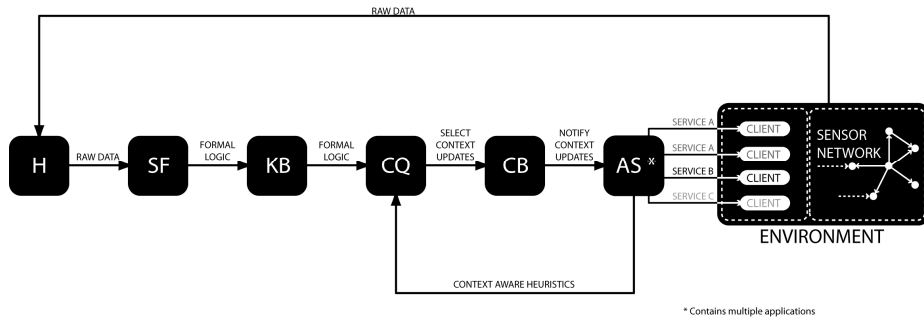 RAW DATA
H
RAW DATA
SF
FORMAL
LOGIC
KB
FORMAL
LOGIC
CQ
SELECT
CONTEXT
UPDATES
CB
NOTIFY
CONTEXT
UPDATES
AS *
SERVICE A
SERVICE A
SERVICE B
SERVICE C
CLIENT
CLIENT
CLIENT
CLIENT
SENSOR
NETWORK
ENVIRONMENT
CONTEXT AWARE HEURISTICS
* Contains multiple applications